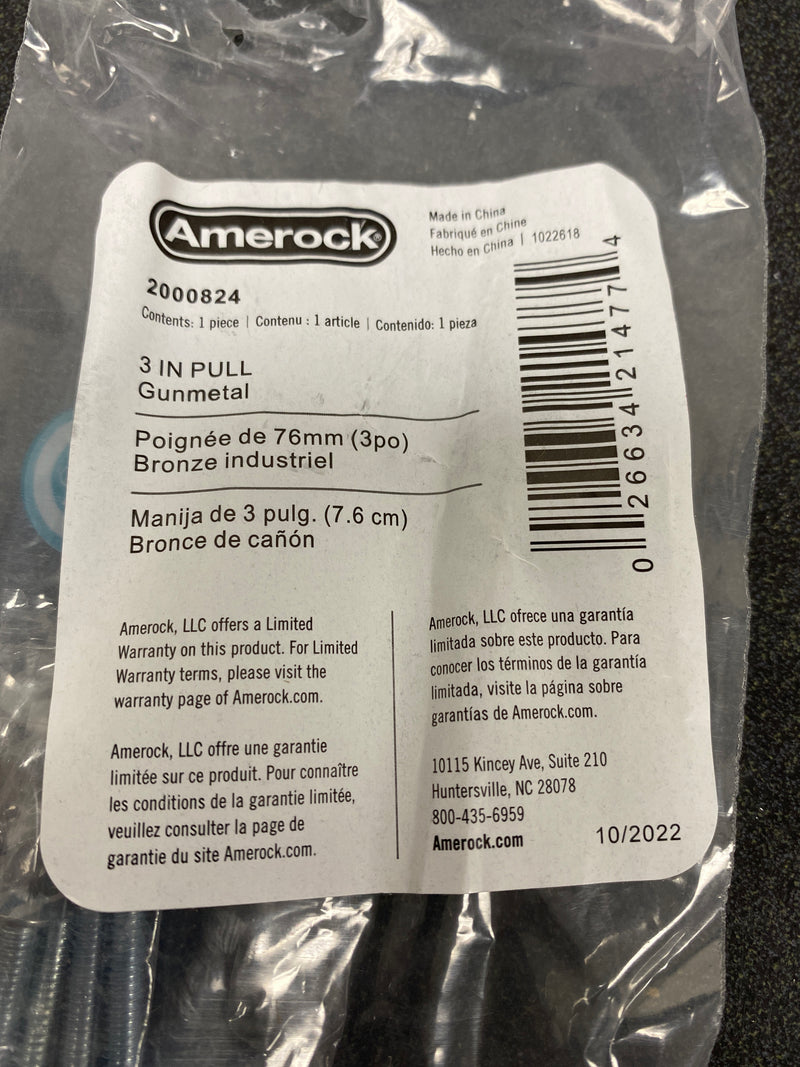 Amerock®
Made in China
Fabriqué en Chine
Hecho en China | 1022618
2000824
Contents: 1 piece | Contenu : 1 article | Contenido: 1 pieza
3 IN PULL
Gunmetal
Poignée de 76mm (3po)
Bronze industriel
Manija de 3 pulg. (7.6 cm)
Bronce de cañón
0 26634 21477 4
Amerock, LLC offers a Limited
Warranty on this product. For Limited
Warranty terms, please visit the
warranty page of Amerock.com.
Amerock, LLC offre une garantie
limitée sur ce produit. Pour connaître
les conditions de la garantie limitée,
veuillez consulter la page de
garantie du site Amerock.com.
Amerock, LLC ofrece una garantía
limitada sobre este producto. Para
conocer los términos de la garantía
limitada, visite la página sobre
garantías de Amerock.com.
10115 Kincey Ave, Suite 210
Huntersville, NC 28078
800-435-6959
Amerock.com
10/2022